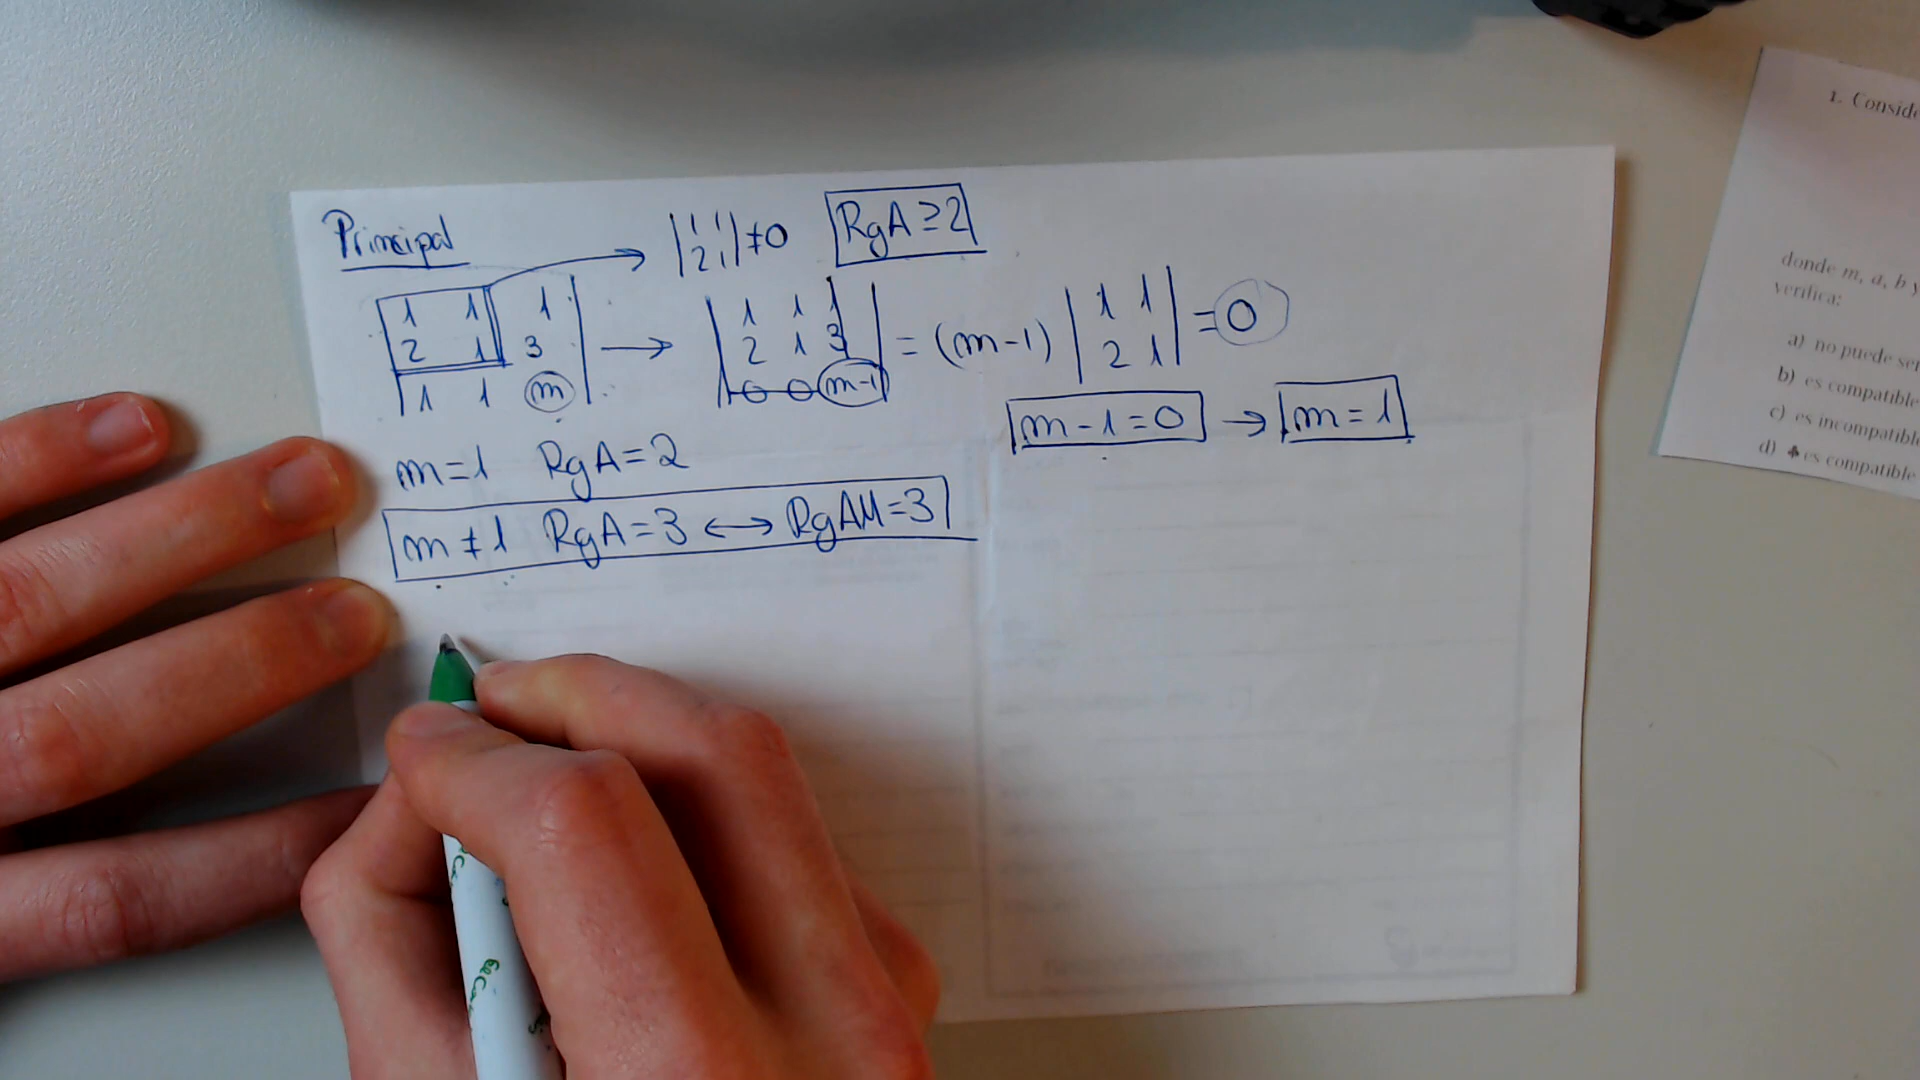 Principal
|1 1| ≠0 RgA≥2
|2 1|
1 1 1
2 1 3
1 1 m
→
1 1 1
2 1 3
0 0 m-1
= (m-1) |1 1| =0
|2 1|
m-1=0 → m=1
m=1 RgA=2
m≠1 RgA=3 ↔ RgAM=3
1. Conside
donde m, a, b y
verifica:
a) no puede ser
b) es compatible
c) es incompatible
d) ♣es compatible